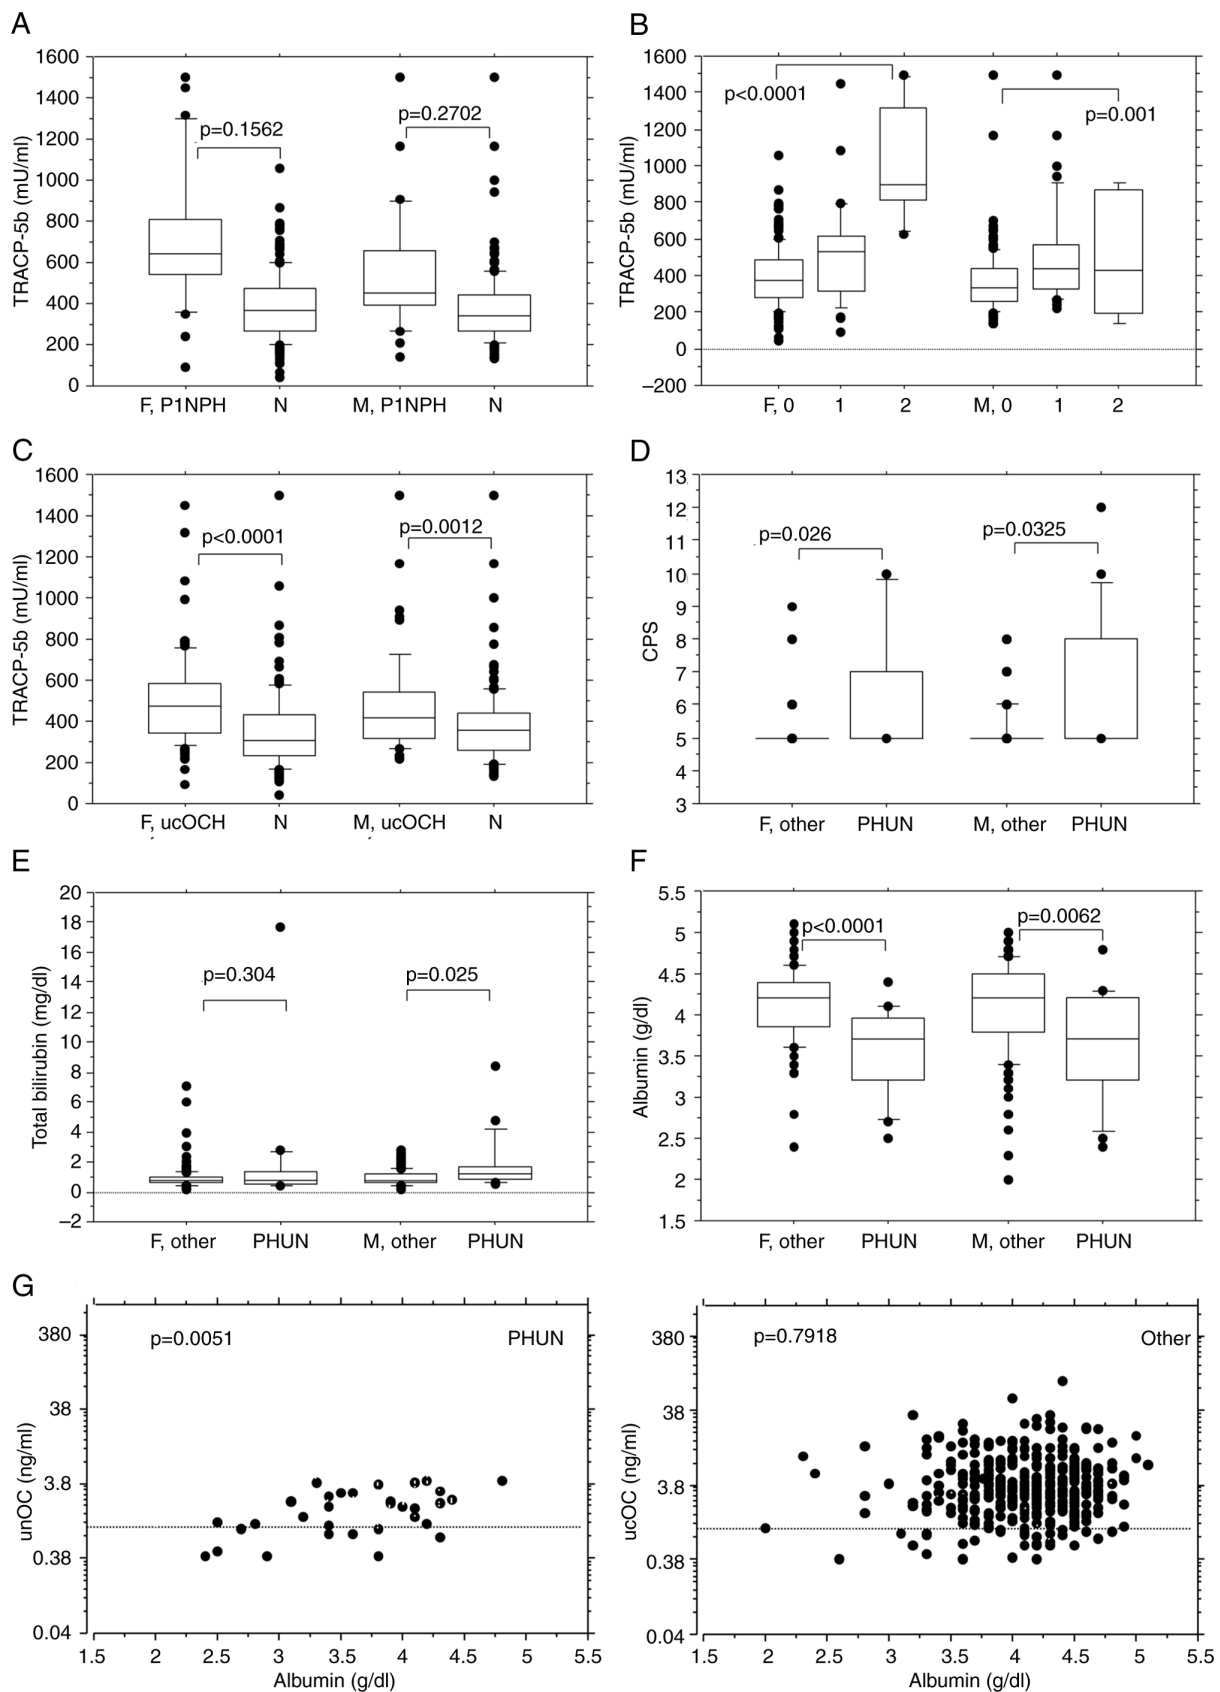 A
1600
1400
1200
1000
800
600
400
200
0
TRACP-5b (mU/ml)
p=0.1562
p=0.2702
F, P1NPH
N
M, P1NPH
N
B
1600
1400
1200
1000
800
600
400
200
0
–200
TRACP-5b (mU/ml)
p<0.0001
p=0.001
F, 0
1
2
M, 0
1
2
C
1600
1400
1200
1000
800
600
400
200
0
TRACP-5b (mU/ml)
p<0.0001
p=0.0012
F, ucOCH
N
M, ucOCH
N
D
13
12
11
10
9
8
7
6
5
4
3
CPS
p=0.026
p=0.0325
F, other
PHUN
M, other
PHUN
E
20
18
16
14
12
10
8
6
4
2
0
–2
Total bilirubin (mg/dl)
p=0.304
p=0.025
F, other
PHUN
M, other
PHUN
F
5.5
5
4.5
4
3.5
3
2.5
2
1.5
Albumin (g/dl)
p<0.0001
p=0.0062
F, other
PHUN
M, other
PHUN
G
380
38
3.8
0.38
0.04
unOC (ng/ml)
p=0.0051
PHUN
1.5
2
2.5
3
3.5
4
4.5
5
5.5
Albumin (g/dl)
380
38
3.8
0.38
0.04
ucOC (ng/ml)
p=0.7918
Other
1.5
2
2.5
3
3.5
4
4.5
5
5.5
Albumin (g/dl)